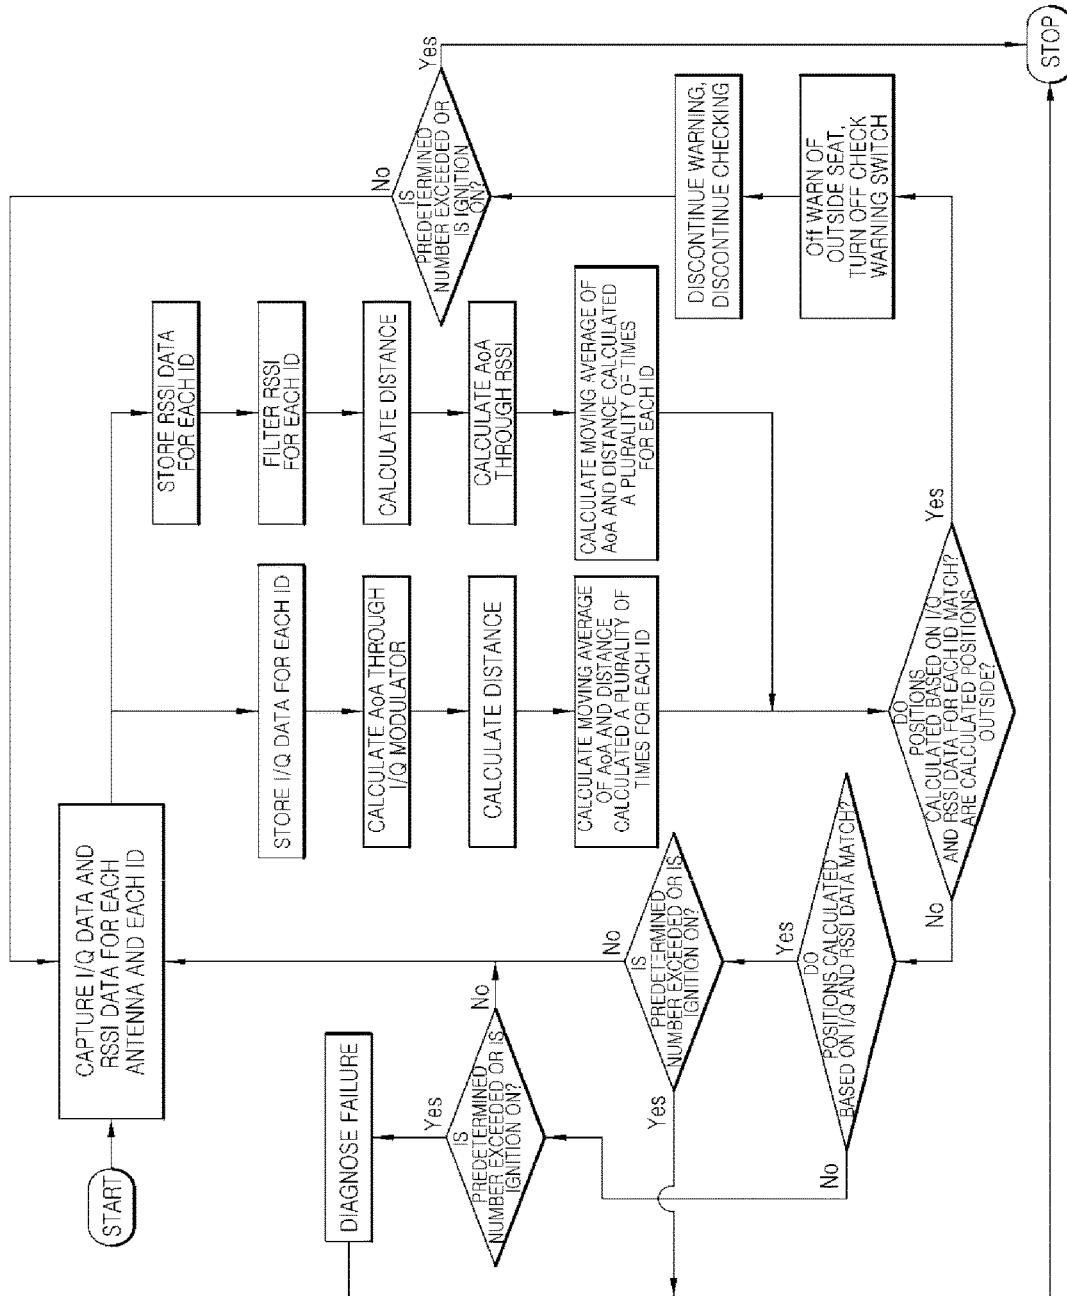 START
CAPTURE I/Q DATA AND
RSSI DATA FOR EACH
ANTENNA AND EACH ID
STORE I/Q DATA FOR EACH ID
CALCULATE AoA THROUGH
I/Q MODULATOR
CALCULATE DISTANCE
CALCULATE MOVING AVERAGE
OF AoA AND DISTANCE
CALCULATED A PLURALITY OF
TIMES FOR EACH ID
STORE RSSI DATA
FOR EACH ID
FILTER RSSI
FOR EACH ID
CALCULATE DISTANCE
CALCULATE AoA
THROUGH RSSI
CALCULATE MOVING AVERAGE OF
AoA AND DISTANCE CALCULATED
A PLURALITY OF TIMES
FOR EACH ID
DO
POSITIONS
CALCULATED BASED ON I/Q
AND RSSI DATA FOR EACH ID MATCH?
ARE CALCULATED POSITIONS
OUTSIDE?
Yes
No
Off WARN OF
OUTSIDE SEAT,
TURN OFF CHECK
WARNING SWITCH
DISCONTINUE WARNING,
DISCONTINUE CHECKING
IS
PREDETERMINED
NUMBER EXCEEDED OR
IS IGNITION
ON?
Yes
No
DO
POSITIONS CALCULATED
BASED ON I/Q AND RSSI DATA MATCH?
Yes
No
IS
PREDETERMINED
NUMBER EXCEEDED OR IS
IGNITION ON?
No
Yes
IS
PREDETERMINED
NUMBER EXCEEDED OR IS
IGNITION ON?
No
Yes
DIAGNOSE FAILURE
STOP